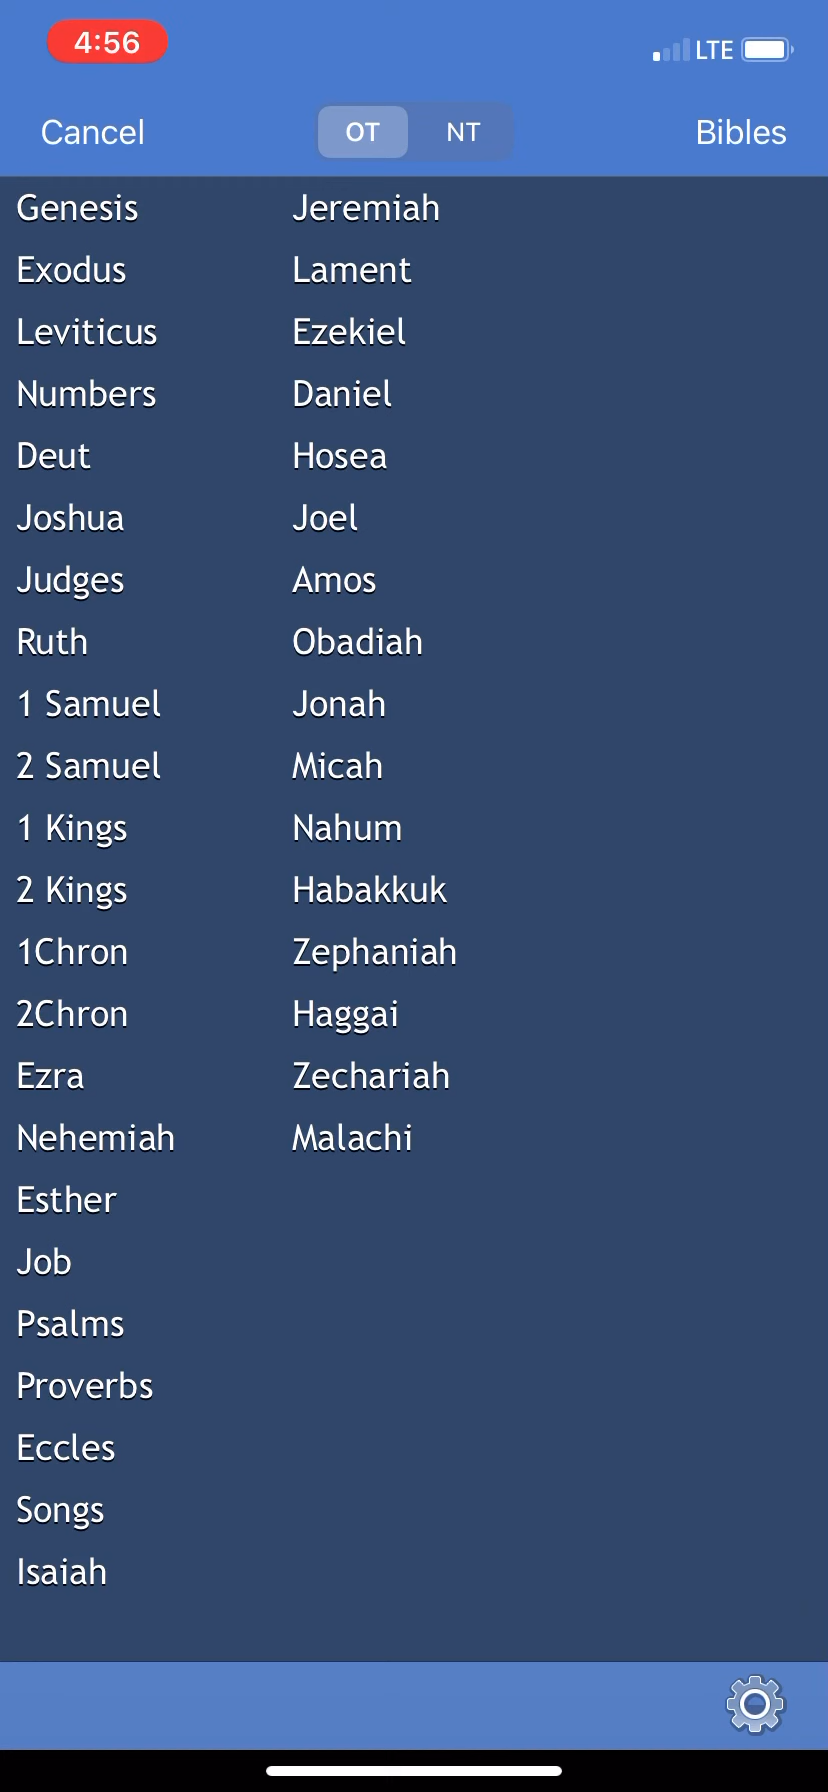 4:56
LTE
Cancel
OT
NT
Bibles
Genesis
Exodus
Leviticus
Numbers
Deut
Joshua
Judges
Ruth
1 Samuel
2 Samuel
1 Kings
2 Kings
1Chron
2Chron
Ezra
Nehemiah
Esther
Job
Psalms
Proverbs
Eccles
Songs
Isaiah
Jeremiah
Lament
Ezekiel
Daniel
Hosea
Joel
Amos
Obadiah
Jonah
Micah
Nahum
Habakkuk
Zephaniah
Haggai
Zechariah
Malachi